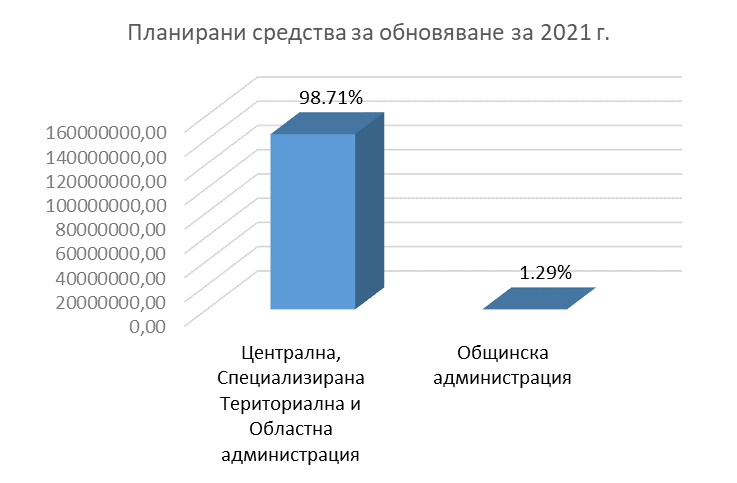 Планирани средства за обновяване за 2021 г.
98.71%
160000000,00
140000000,00
120000000,00
100000000,00
80000000,00
60000000,00
40000000,00
20000000,00
0,00
1.29%
Централна,
Специализирана
Териториална и
Областна
администрация
Общинска
администрация